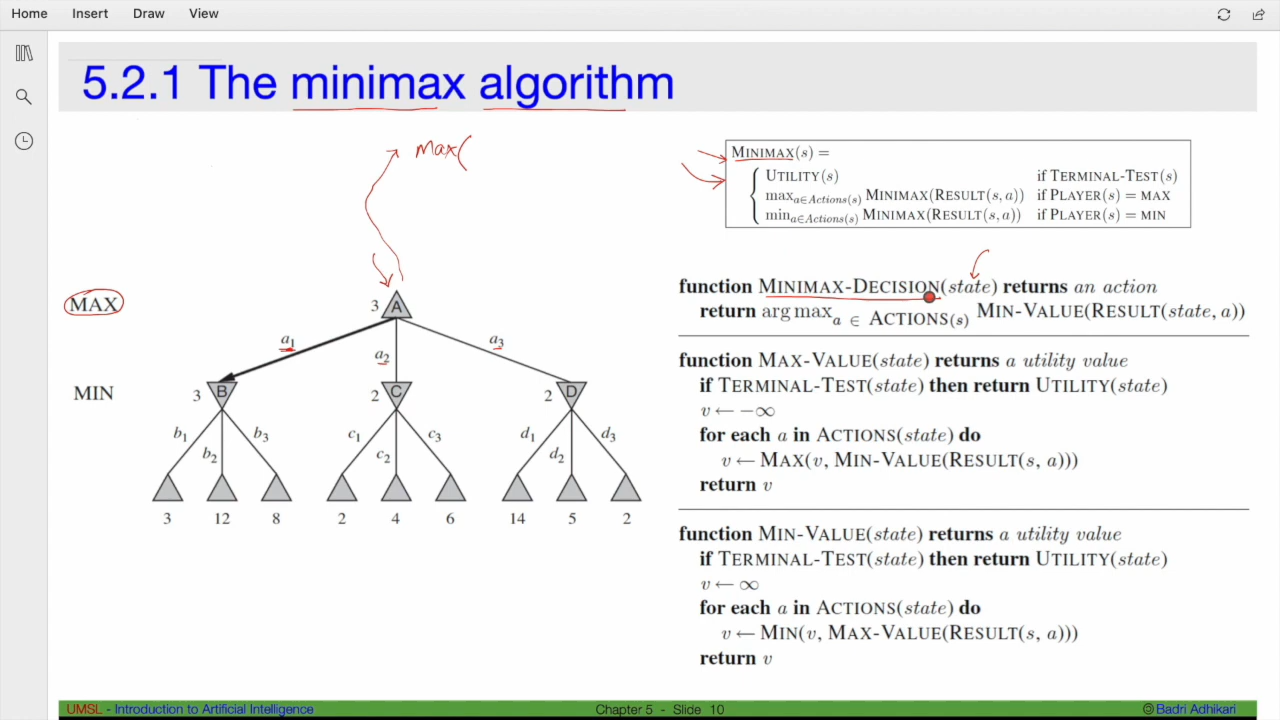 Home Insert Draw View
5.2.1 The minimax algorithm
max(
MINIMAX(s) =
UTILITY(s) if TERMINAL-TEST(s)
max a∈Actions(s) MINIMAX(RESULT(s, a)) if PLAYER(s) = MAX
min a∈Actions(s) MINIMAX(RESULT(s, a)) if PLAYER(s) = MIN
MAX
3 A
a1 a2 a3
MIN
3 B 2 C 2 D
b1 b2 b3 c1 c2 c3 d1 d2 d3
3 12 8 2 4 6 14 5 2
function MINIMAX-DECISION(state) returns an action
return arg max a ∈ ACTIONS(s) MIN-VALUE(RESULT(state, a))
function MAX-VALUE(state) returns a utility value
if TERMINAL-TEST(state) then return UTILITY(state)
v ← −∞
for each a in ACTIONS(state) do
v ← MAX(v, MIN-VALUE(RESULT(s, a)))
return v
function MIN-VALUE(state) returns a utility value
if TERMINAL-TEST(state) then return UTILITY(state)
v ← ∞
for each a in ACTIONS(state) do
v ← MIN(v, MAX-VALUE(RESULT(s, a)))
return v
UMSL - Introduction to Artificial Intelligence Chapter 5 - Slide 10 © Badri Adhikari